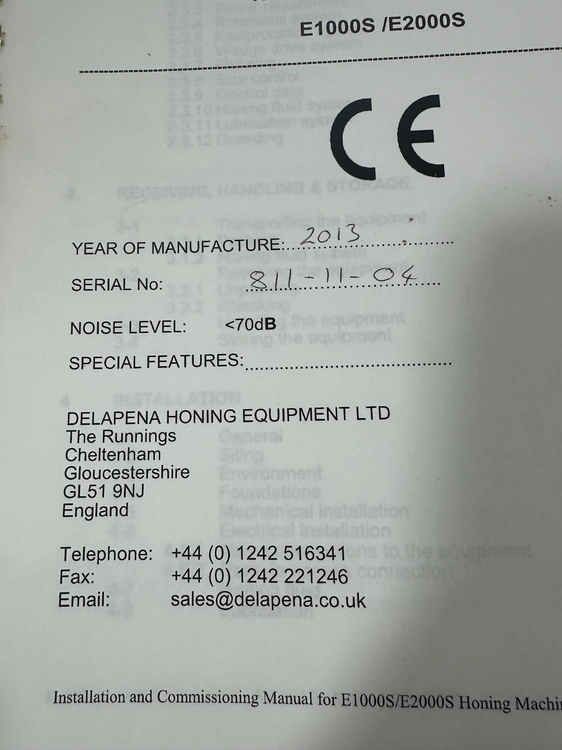 E1000S /E2000S
CE
YEAR OF MANUFACTURE: 2013
SERIAL No: 811-11-04
NOISE LEVEL: <70dB
SPECIAL FEATURES:
DELAPENA HONING EQUIPMENT LTD
The Runnings
Cheltenham
Gloucestershire
GL51 9NJ
England
Telephone: +44 (0) 1242 516341
Fax: +44 (0) 1242 221246
Email: sales@delapena.co.uk
Installation and Commissioning Manual for E1000S/E2000S Honing Machin